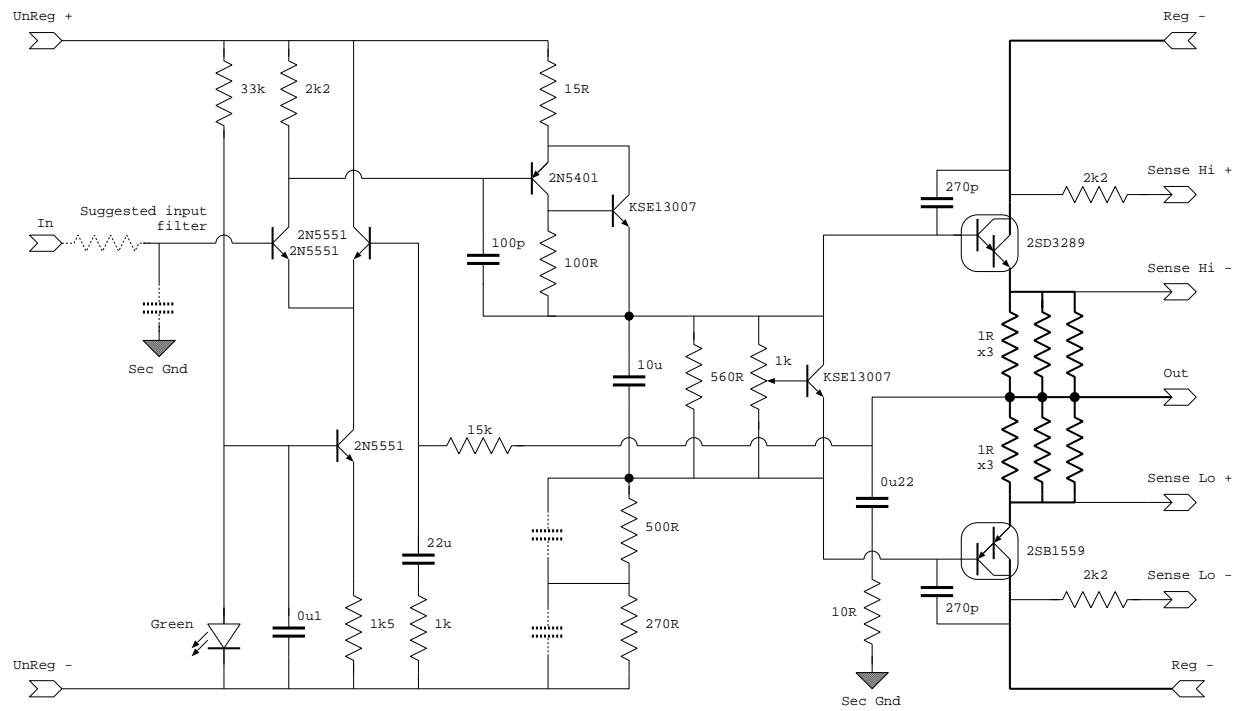 UnReg +
Reg -
33k
2k2
15R
2N5401
KSE13007
270p
2k2
Sense Hi +
In
Suggested input
filter
2N5551
2N5551
100p
100R
2SD3289
Sense Hi -
Sec Gnd
10u
560R
1k
KSE13007
1R
x3
Out
2N5551
15k
1R
x3
0u22
Sense Lo +
500R
22u
2SB1559
2k2
Sense Lo -
Green
0u1
1k5
1k
270R
10R
270p
UnReg -
Reg -
Sec Gnd